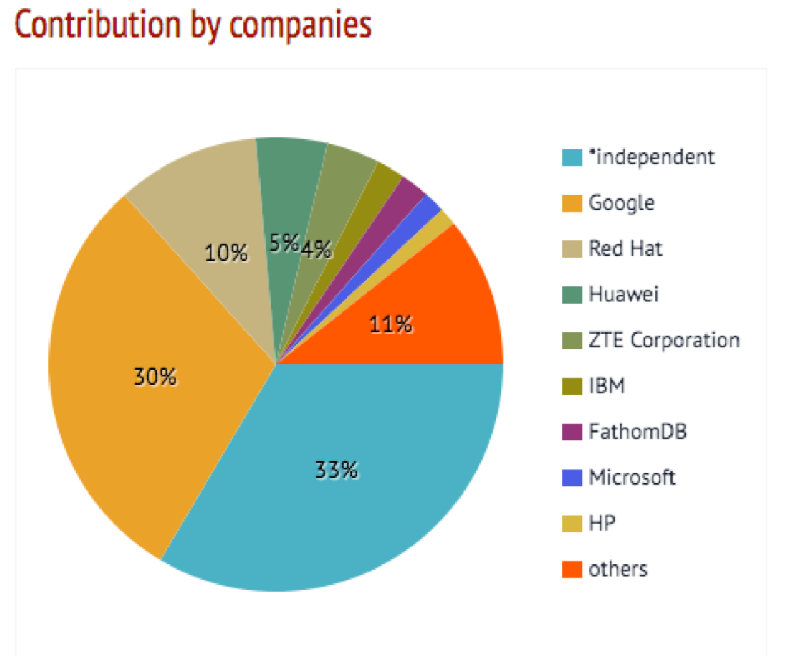 Contribution by companies
5%
4%
10%
11%
30%
33%
*independent
Google
Red Hat
Huawei
ZTE Corporation
IBM
FathomDB
Microsoft
HP
others